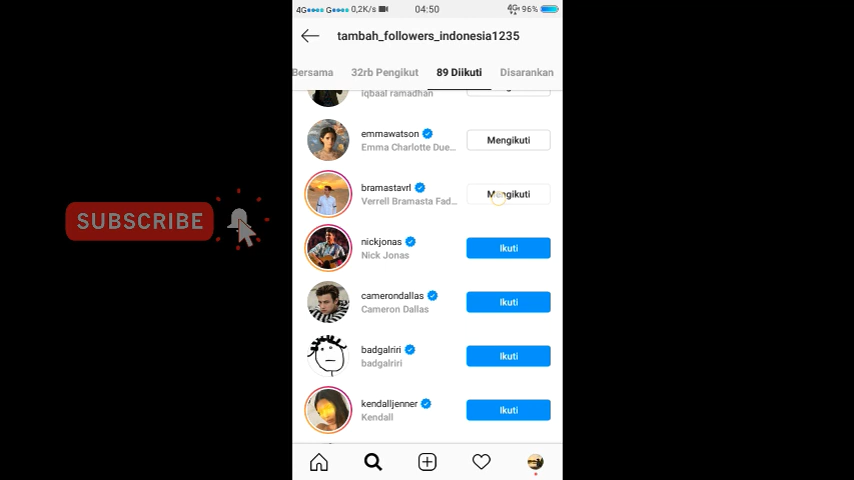 4G G 0,2K/s 04:50 4G 96%
tambah_followers_indonesia1235
Bersama 32rb Pengikut 89 Diikuti Disarankan
iqbaal ramadhan Mengikuti
emmawatson Mengikuti
Emma Charlotte Due...
bramastavrl Mengikuti
Verrell Bramasta Fad...
SUBSCRIBE
nickjonas Ikuti
Nick Jonas
camerondallas Ikuti
Cameron Dallas
badgalriri Ikuti
badgalriri
kendalljenner Ikuti
Kendall